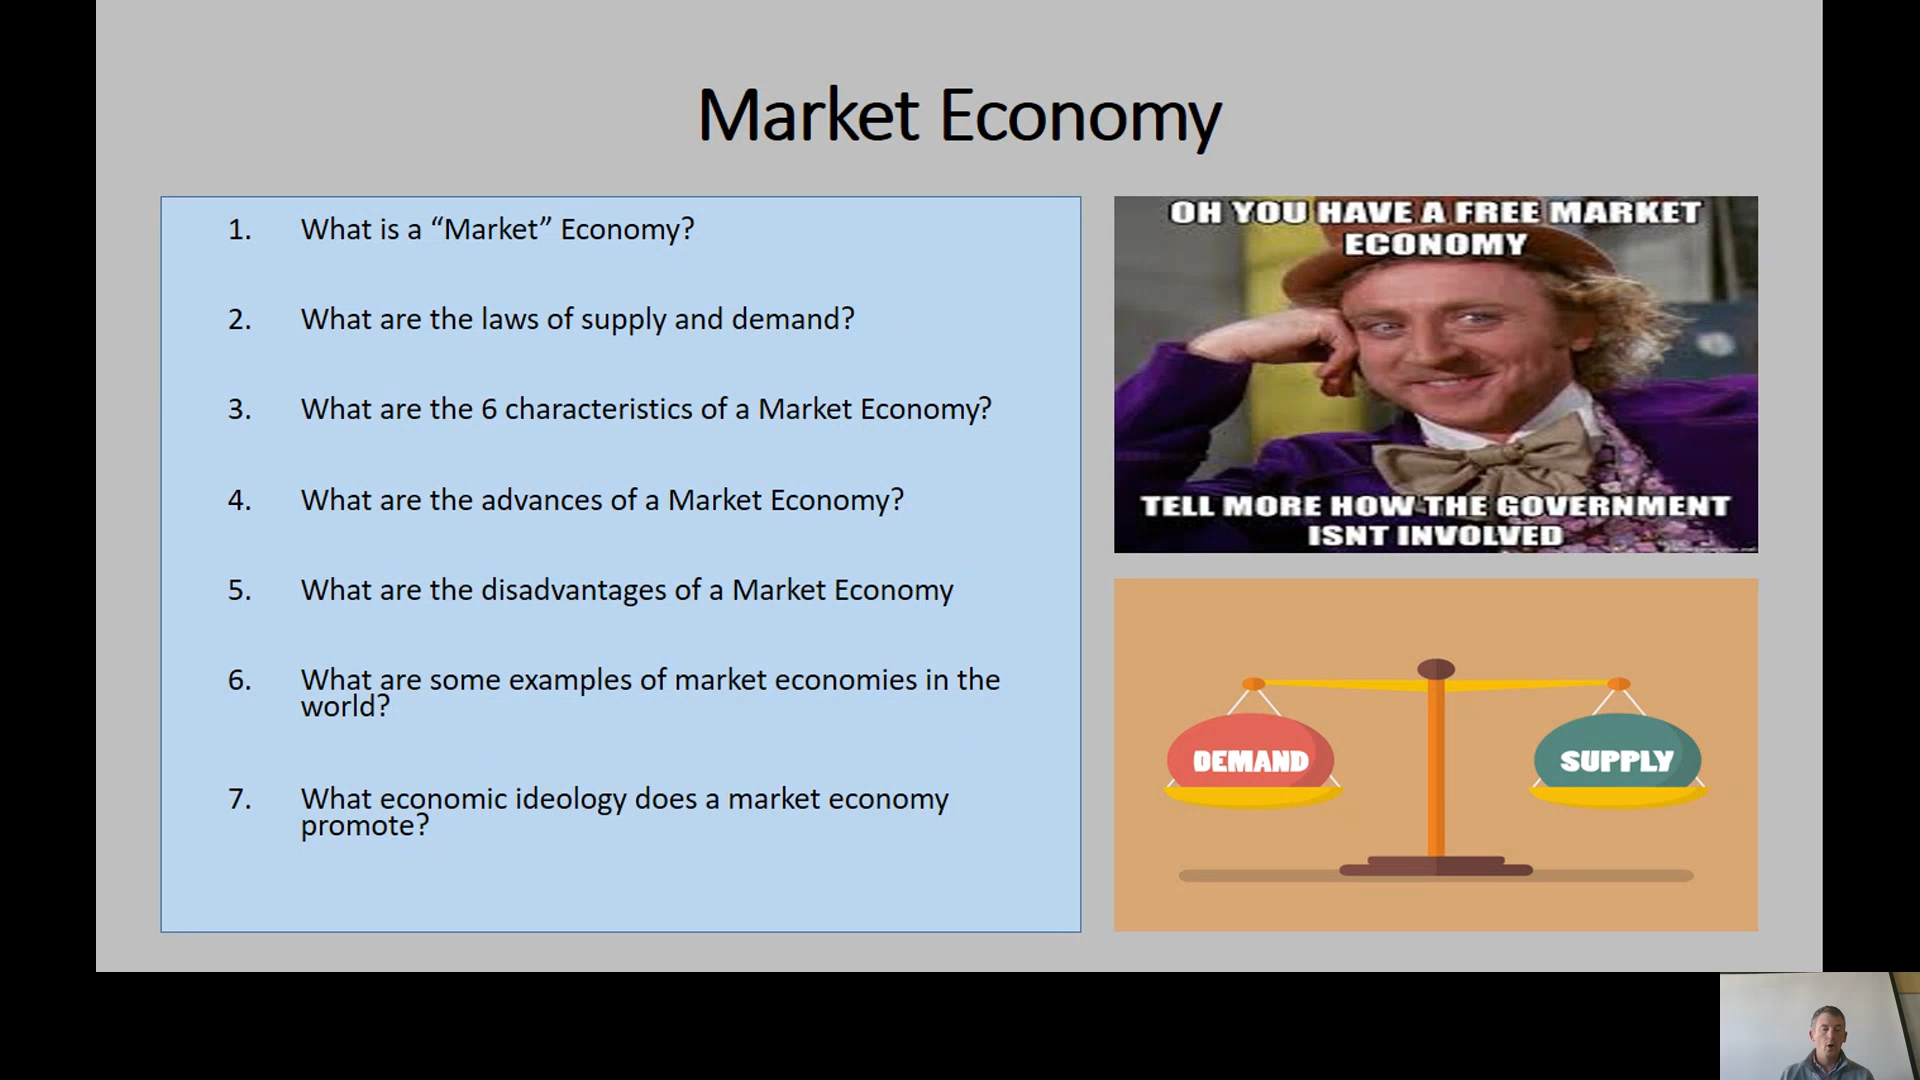 Market Economy
1. What is a “Market” Economy?
2. What are the laws of supply and demand?
3. What are the 6 characteristics of a Market Economy?
4. What are the advances of a Market Economy?
5. What are the disadvantages of a Market Economy
6. What are some examples of market economies in the
world?
7. What economic ideology does a market economy
promote?
OH YOU HAVE A FREE MARKET
ECONOMY
TELL MORE HOW THE GOVERNMENT
ISNT INVOLVED
DEMAND
SUPPLY